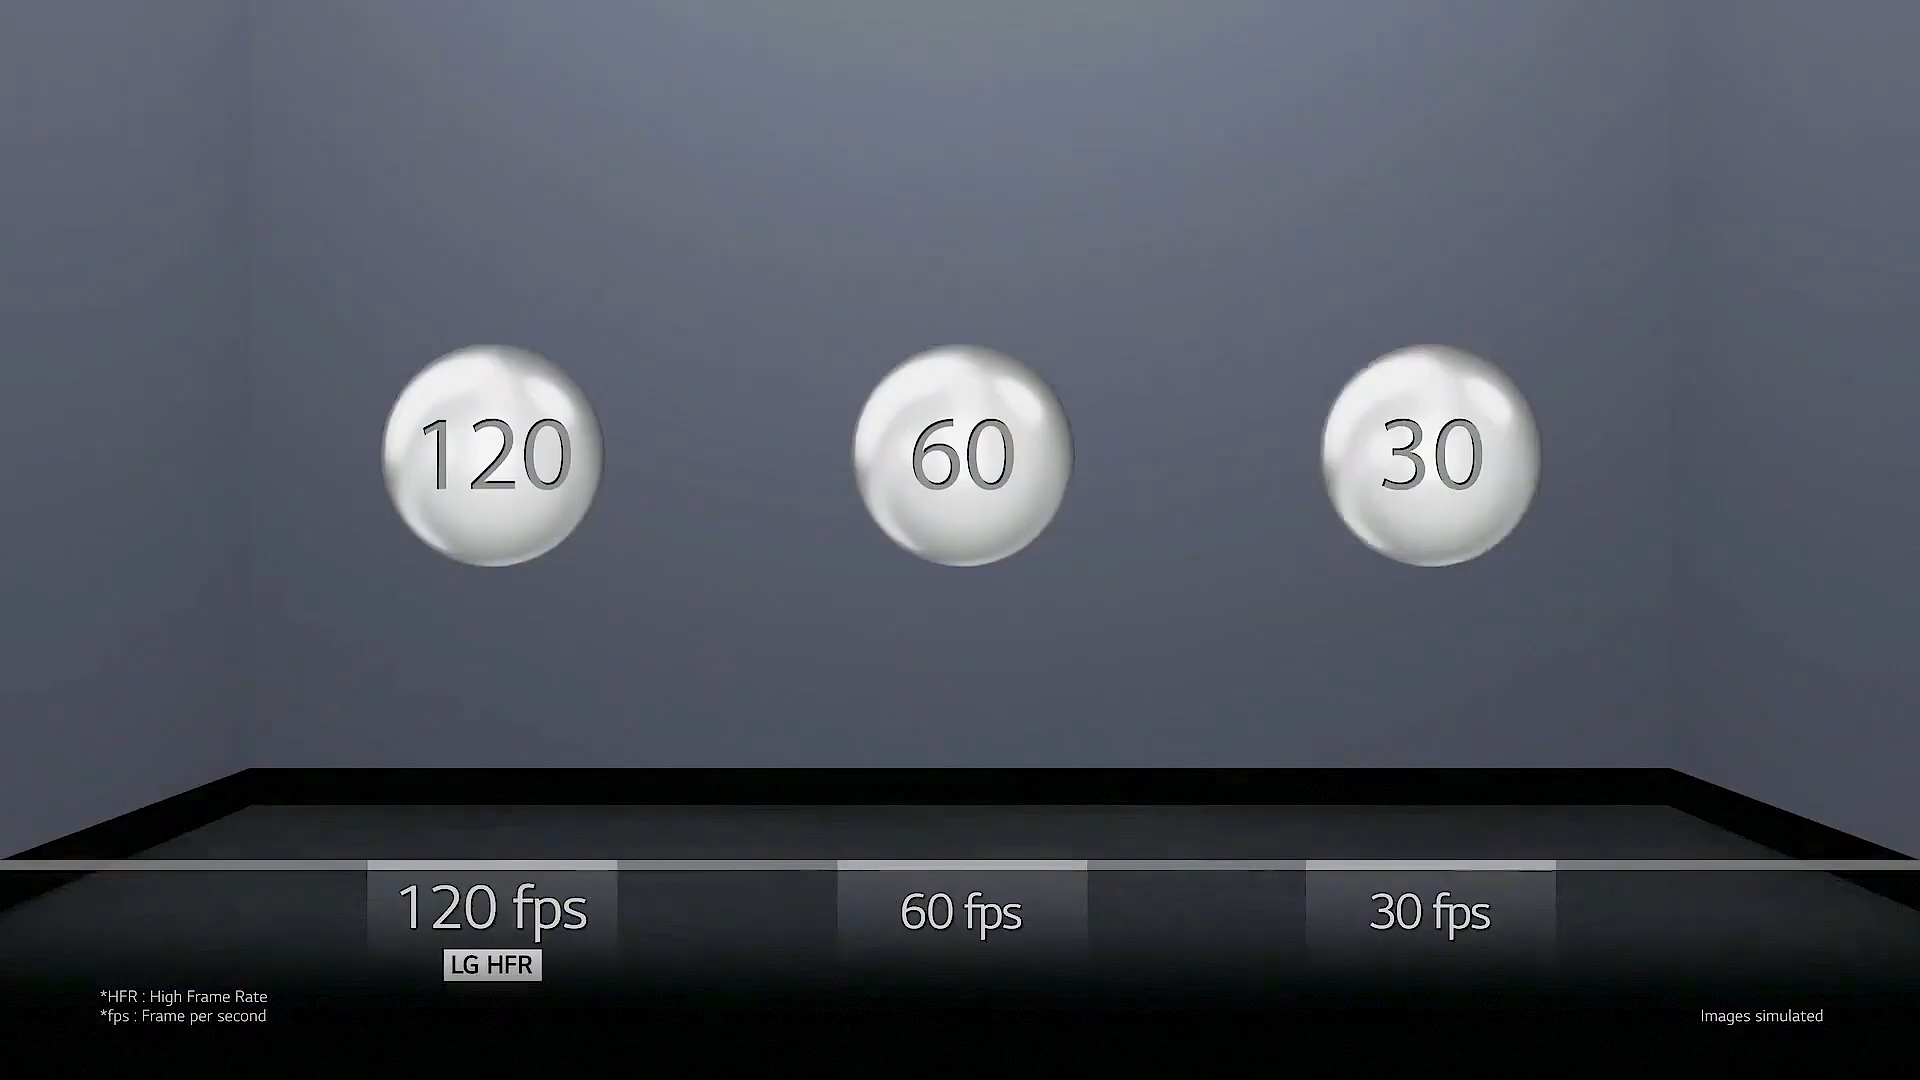 120
60
30
120 fps
60 fps
30 fps
LG HFR
*HFR : High Frame Rate
*fps : Frame per second
Images simulated